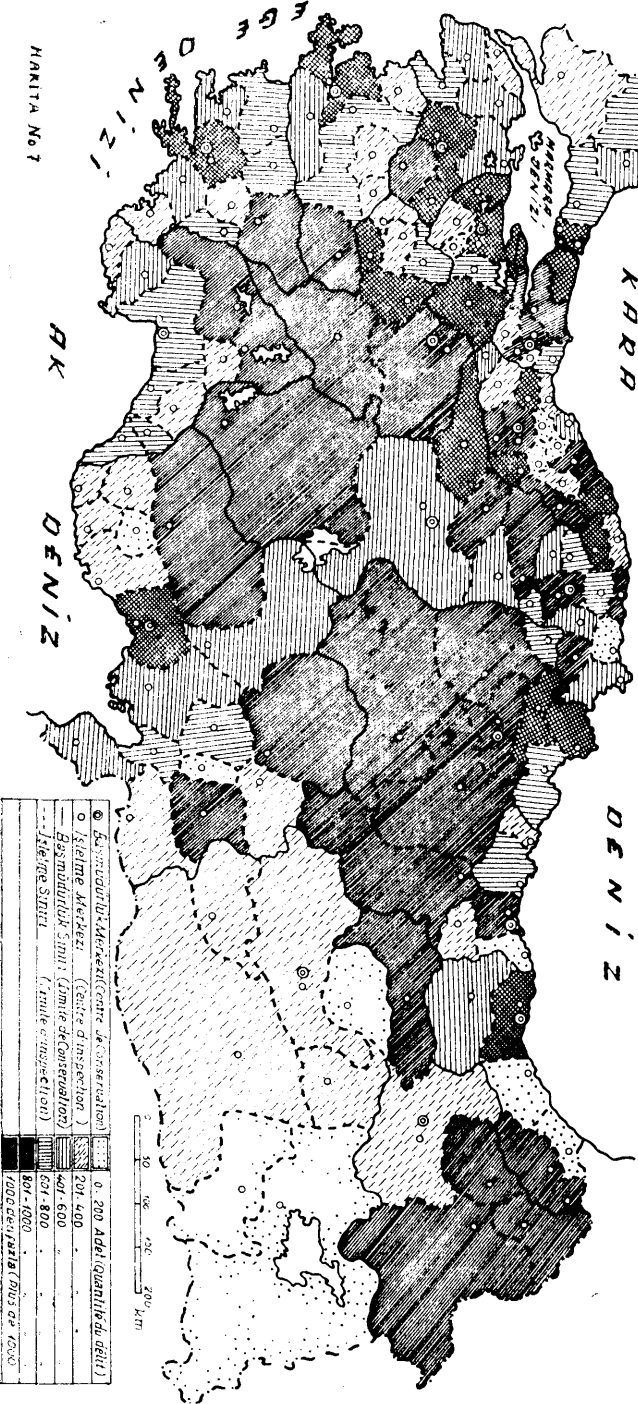 KARA DENİZ
MARMARA
DENİZİ
EGE DENİZİ
AK DENİZ
HARİTA No 7
Başmüdürlük Merkezi (Centre de Conservation)
İşletme Merkezi (Centre d'inspection)
Başmüdürlük Sınırı (Limite de Conservation)
İşletme Sınırı (Limite d'inspection)
0-200 Adet (Quantité du délit)
201-400 "
401-600 "
601-800 "
801-1000 "
1000 den fazla (Plus de 1000)
0 50 100 150 200 Km